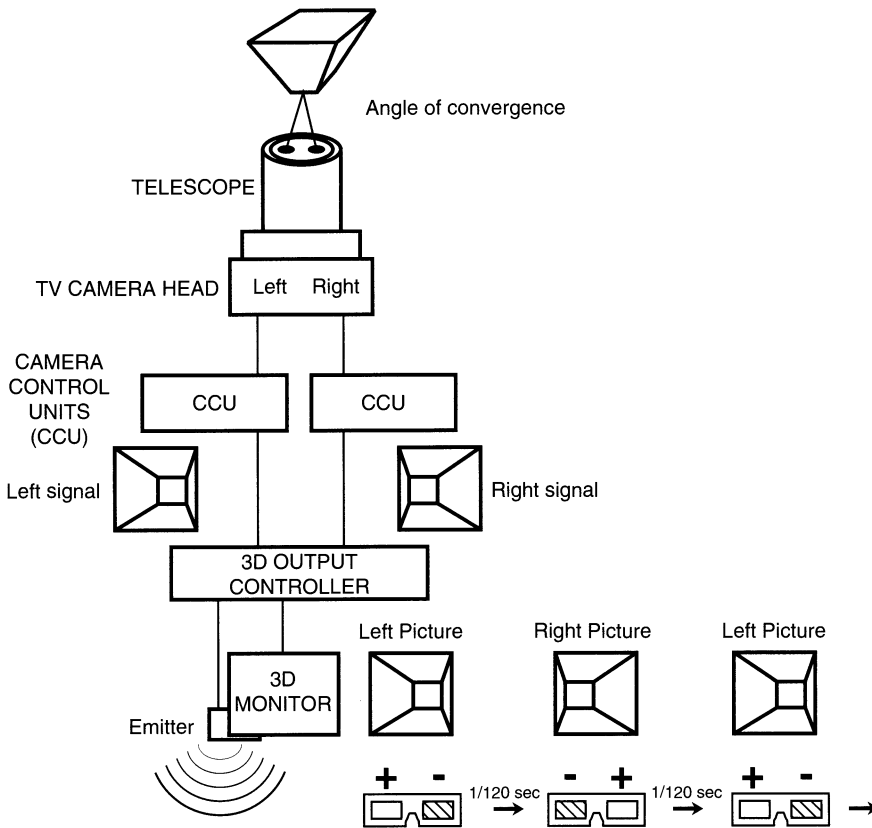 Angle of convergence
TELESCOPE
TV CAMERA HEAD
Left Right
CAMERA
CONTROL
UNITS
(CCU)
CCU CCU
Left signal
Right signal
3D OUTPUT
CONTROLLER
Left Picture Right Picture Left Picture
3D
MONITOR
Emitter
+ - - + + -
1/120 sec 1/120 sec